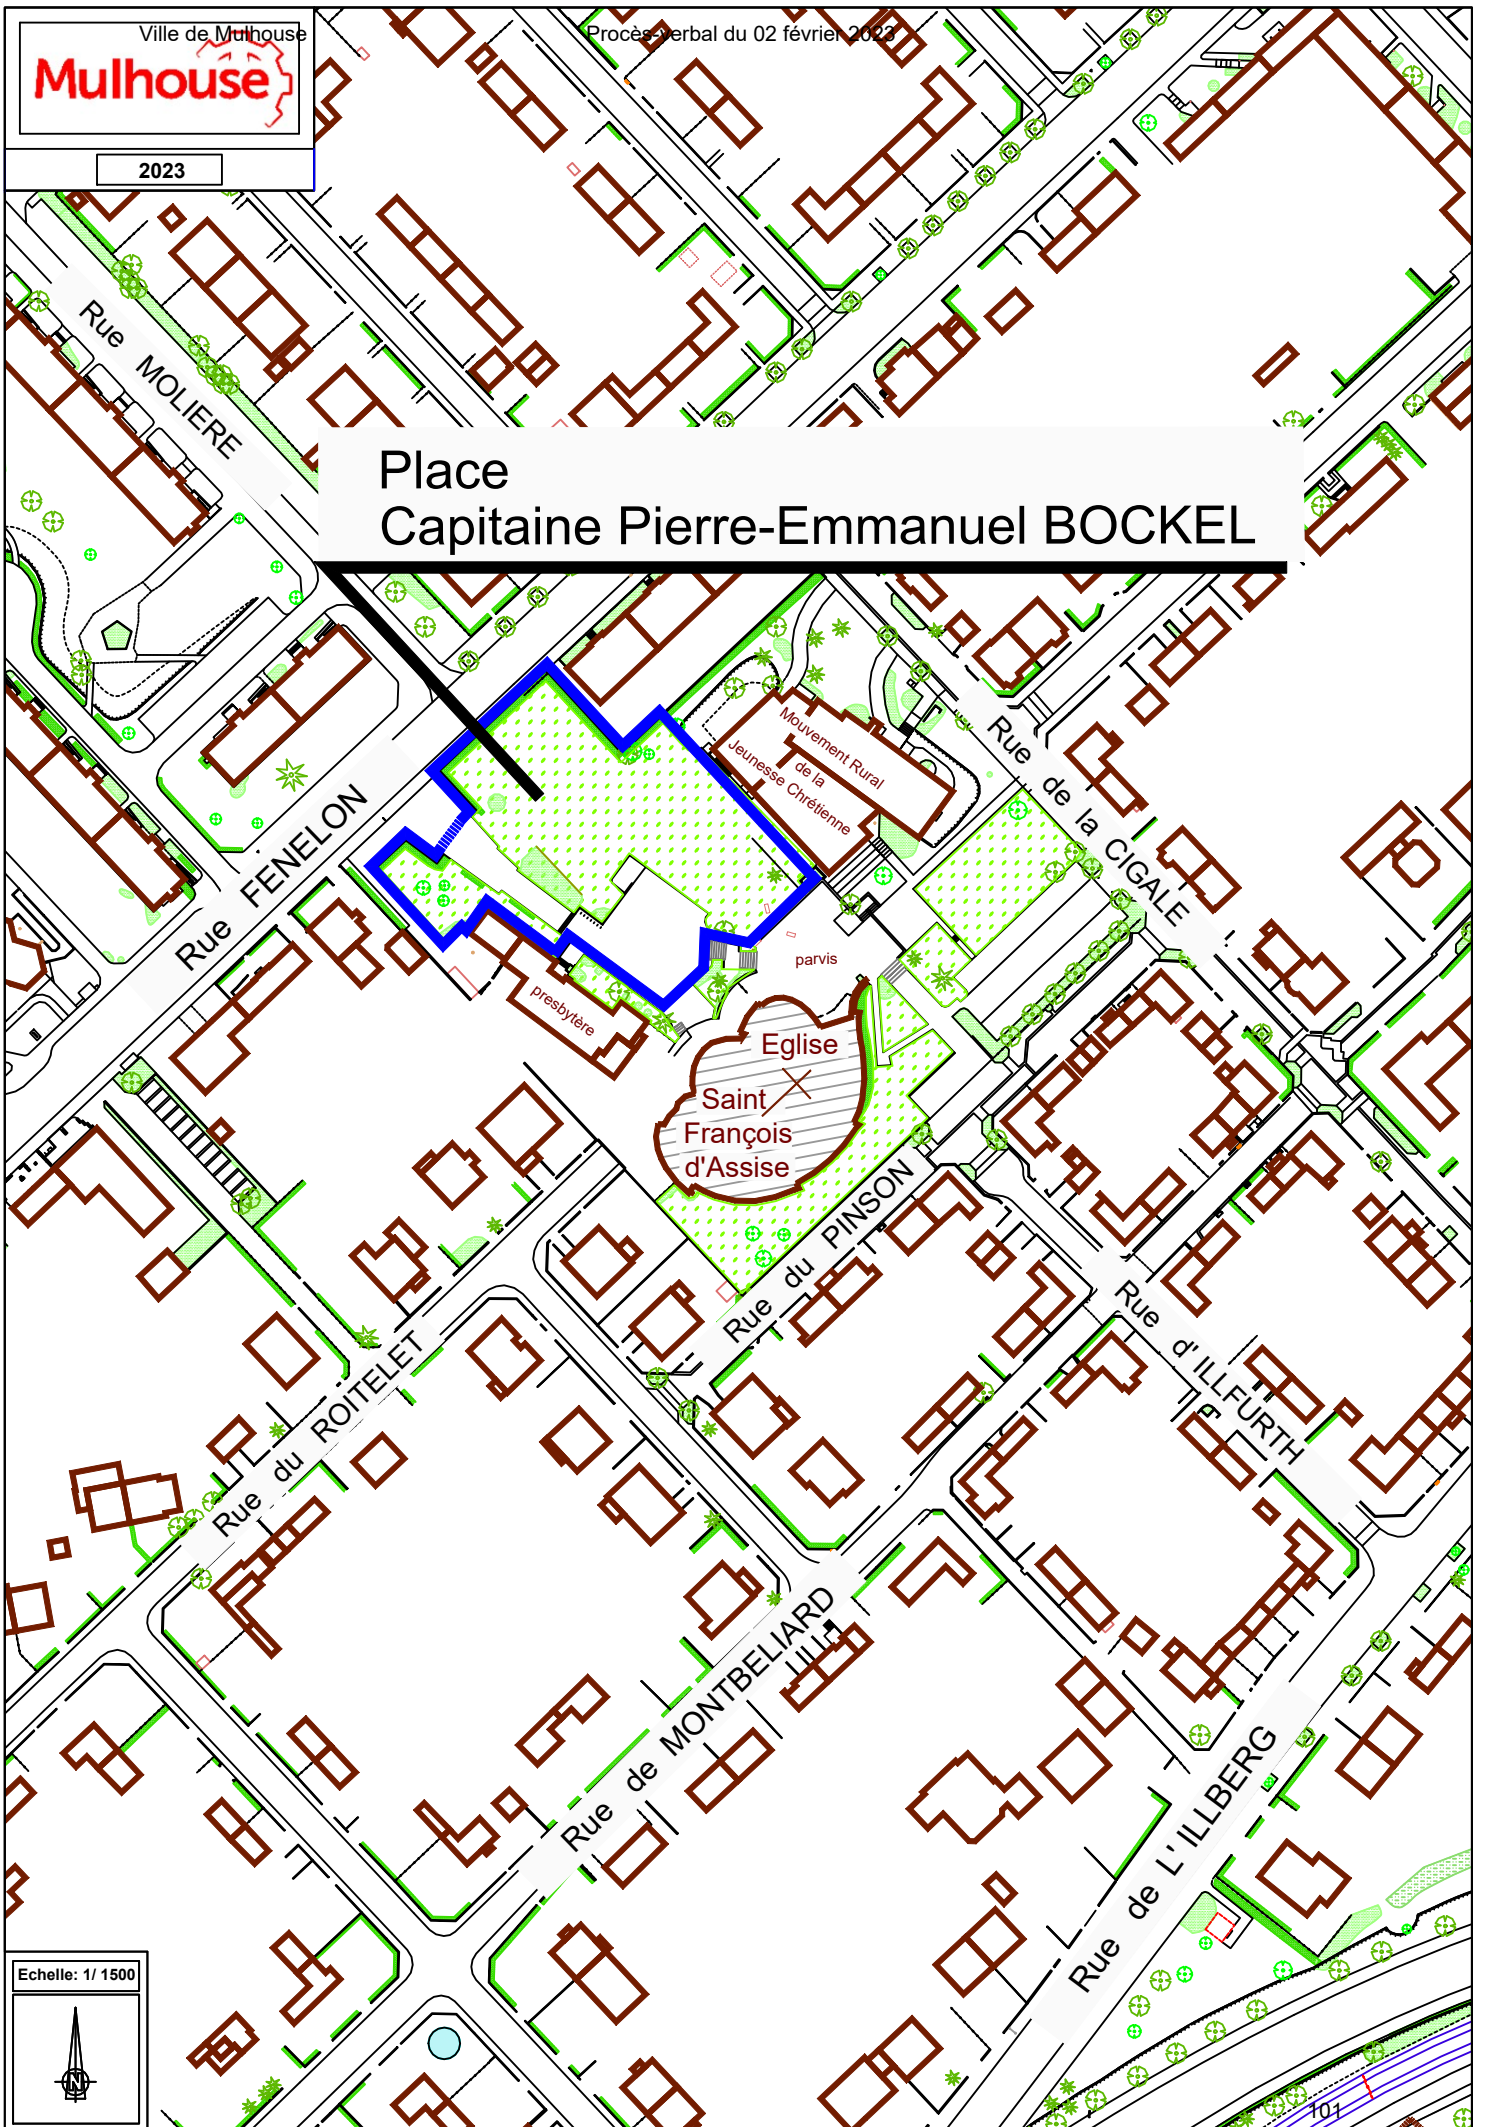 Ville de Mulhouse
Procès-verbal du 02 février 2023
Mulhouse
2023
Rue MOLIERE
Place
Capitaine Pierre-Emmanuel BOCKEL
Mouvement Rural
de la
Jeunesse Chrétienne
Rue de la CIGALE
Rue FENELON
parvis
presbytère
Eglise
Saint
François
d'Assise
Rue du PINSON
Rue d'ILLFURTH
Rue du ROITELET
Rue de MONTBELIARD
Rue de L'ILLBERG
Echelle: 1/ 1500
N
101